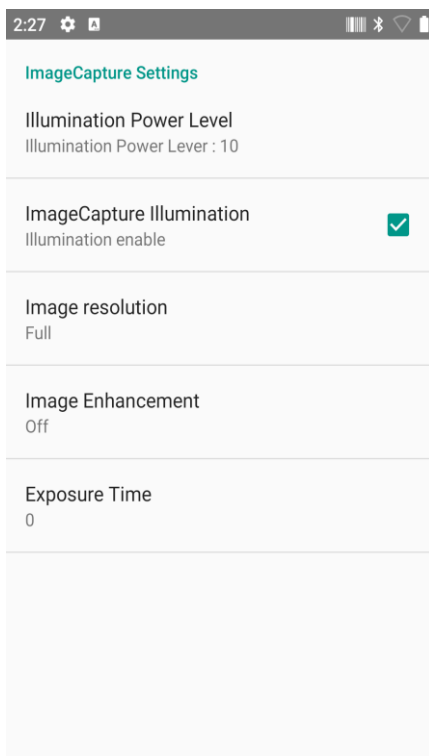 2:27
ImageCapture Settings
Illumination Power Level
Illumination Power Lever : 10
ImageCapture Illumination
Illumination enable
Image resolution
Full
Image Enhancement
Off
Exposure Time
0